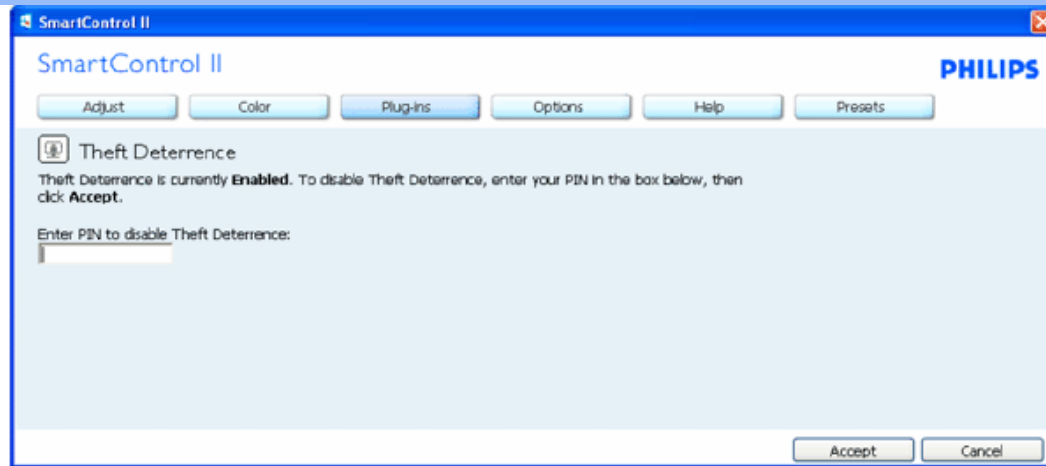 SmartControl II
SmartControl II
PHILIPS
Adjust Color Plug-ins Options Help Presets
Theft Deterrence
Theft Deterrence is currently Enabled. To disable Theft Deterrence, enter your PIN in the box below, then
click Accept.
Enter PIN to disable Theft Deterrence:
Accept Cancel